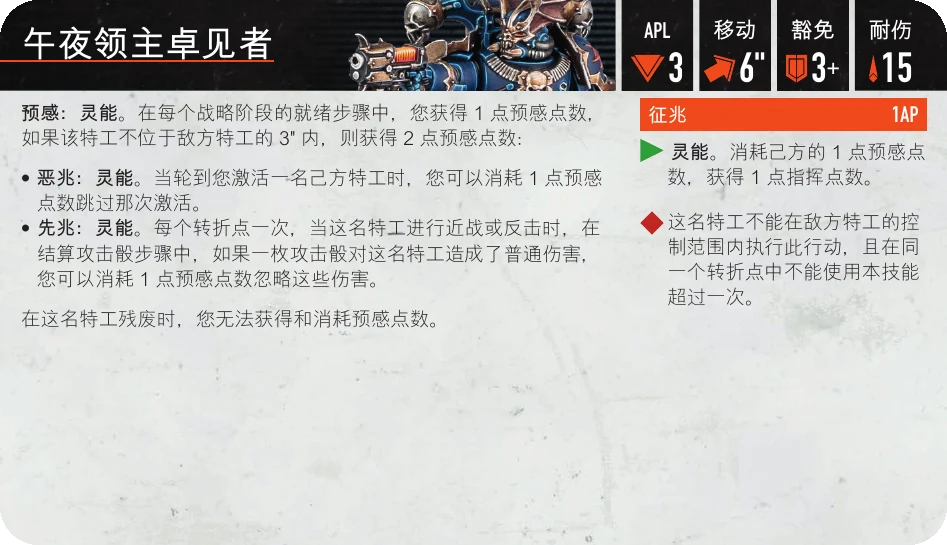 午夜领主卓见者
APL 移动 豁免 耐伤
3 6" 3+ 15
预感：灵能。在每个战略阶段的就绪步骤中，您获得 1 点预感点数，
如果该特工不位于敌方特工的 3" 内，则获得 2 点预感点数：
• 恶兆：灵能。当轮到您激活一名己方特工时，您可以消耗 1 点预感
点数跳过那次激活。
• 先兆：灵能。每个转折点一次，当这名特工进行近战或反击时，在
结算攻击骰步骤中，如果一枚攻击骰对这名特工造成了普通伤害，
您可以消耗 1 点预感点数忽略这些伤害。
在这名特工残废时，您无法获得和消耗预感点数。
征兆 1AP
灵能。消耗己方的 1 点预感点
数，获得 1 点指挥点数。
这名特工不能在敌方特工的控
制范围内执行此行动，且在同
一个转折点中不能使用本技能
超过一次。